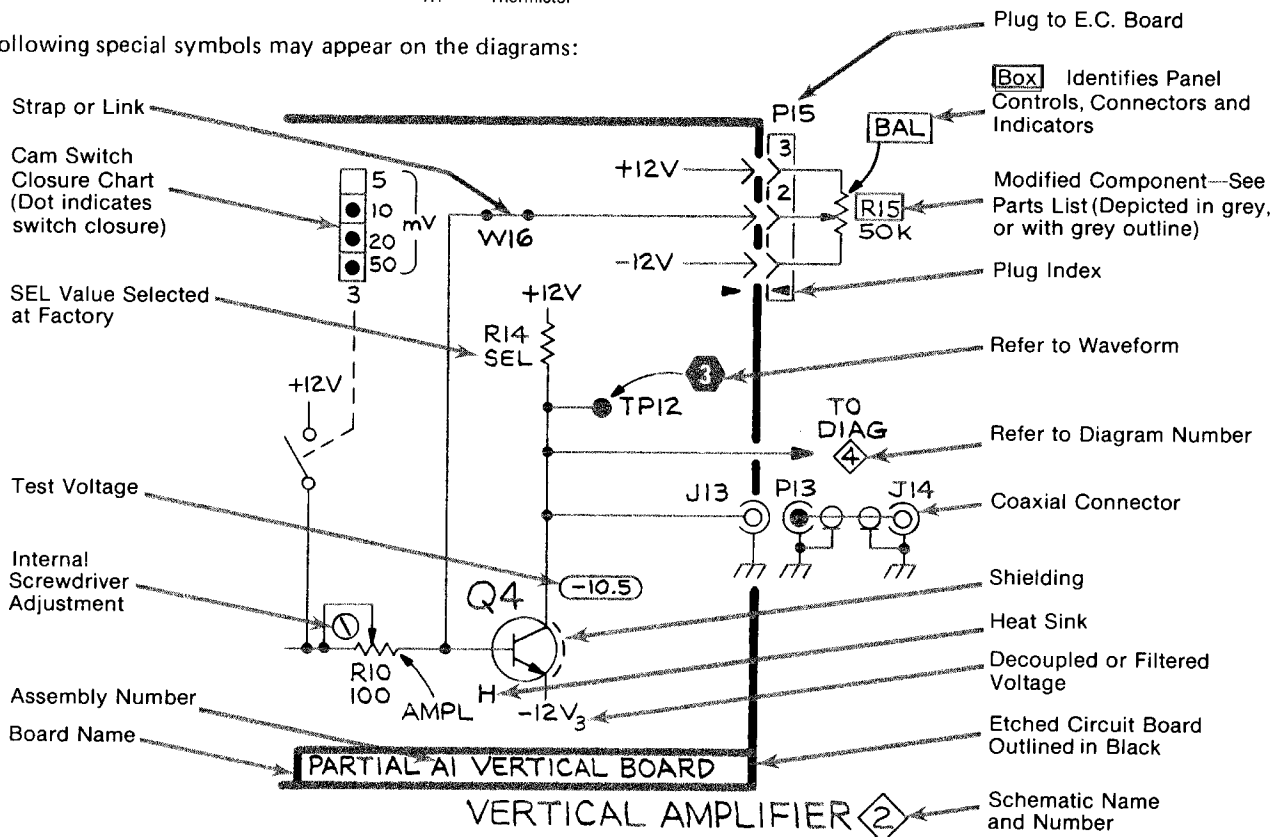 Thermistor
ollowing special symbols may appear on the diagrams:
Plug to E.C. Board
Strap or Link
P15
Box Identifies Panel
Controls, Connectors and
Indicators
BAL
Cam Switch
Closure Chart
(Dot indicates
switch closure)
5
10
20
50
mV
3
+12V
3
2
W16
-12V
R15
50K
Modified Component—See
Parts List (Depicted in grey,
or with grey outline)
Plug Index
SEL Value Selected
at Factory
+12V
R14
SEL
3
Refer to Waveform
TP12
+12V
TO
DIAG
4
Refer to Diagram Number
Test Voltage
J13
P13
J14
Coaxial Connector
Internal
Screwdriver
Adjustment
Q4
-10.5
Shielding
Heat Sink
R10
100
AMPL
H
-12V3
Decoupled or Filtered
Voltage
Assembly Number
Board Name
Etched Circuit Board
Outlined in Black
PARTIAL A1 VERTICAL BOARD
VERTICAL AMPLIFIER 2
Schematic Name
and Number